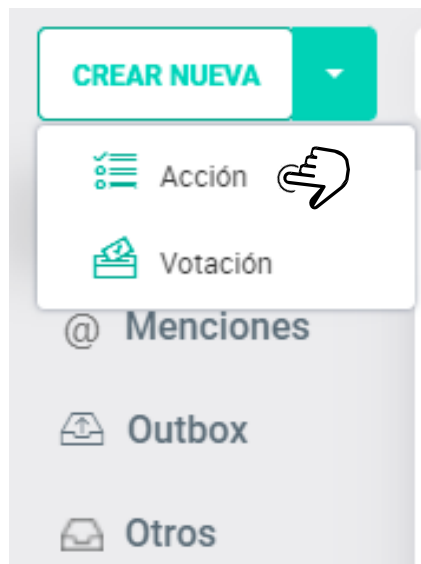 CREAR NUEVA
Acción
Votación
@ Menciones
Outbox
Otros